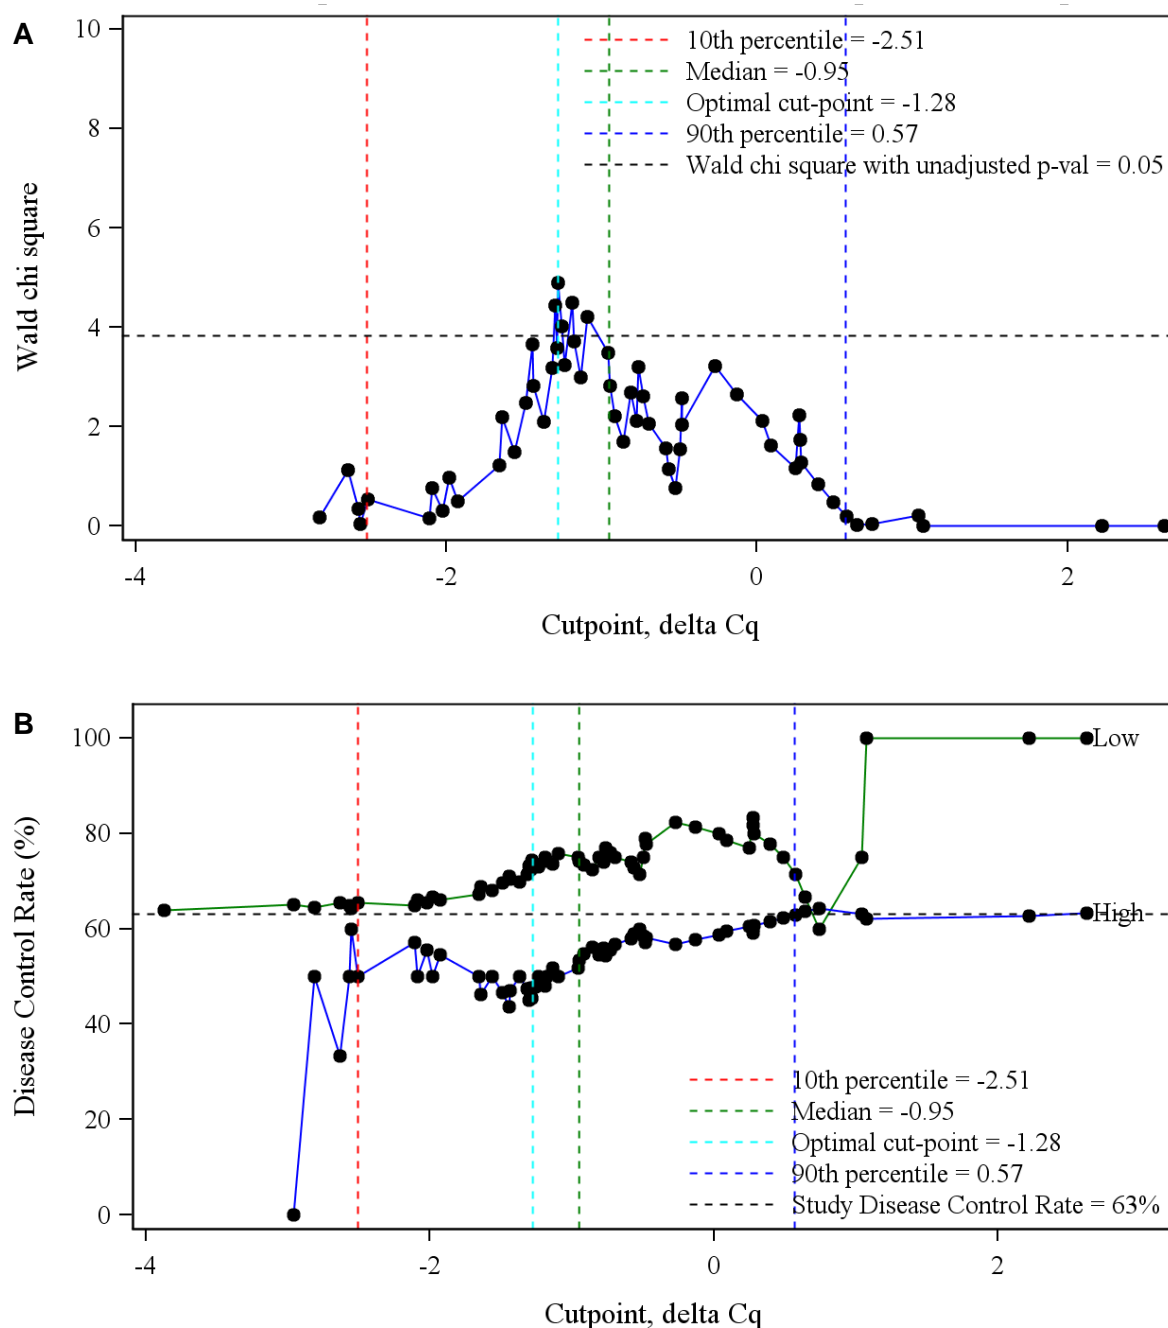 A
10
8
6
4
2
0
Wald chi square
10th percentile = -2.51
Median = -0.95
Optimal cut-point = -1.28
90th percentile = 0.57
Wald chi square with unadjusted p-val = 0.05
-4 -2 0 2
Cutpoint, delta Cq
B
100
80
60
40
20
0
Disease Control Rate (%)
Low
High
10th percentile = -2.51
Median = -0.95
Optimal cut-point = -1.28
90th percentile = 0.57
Study Disease Control Rate = 63%
-4 -2 0 2
Cutpoint, delta Cq